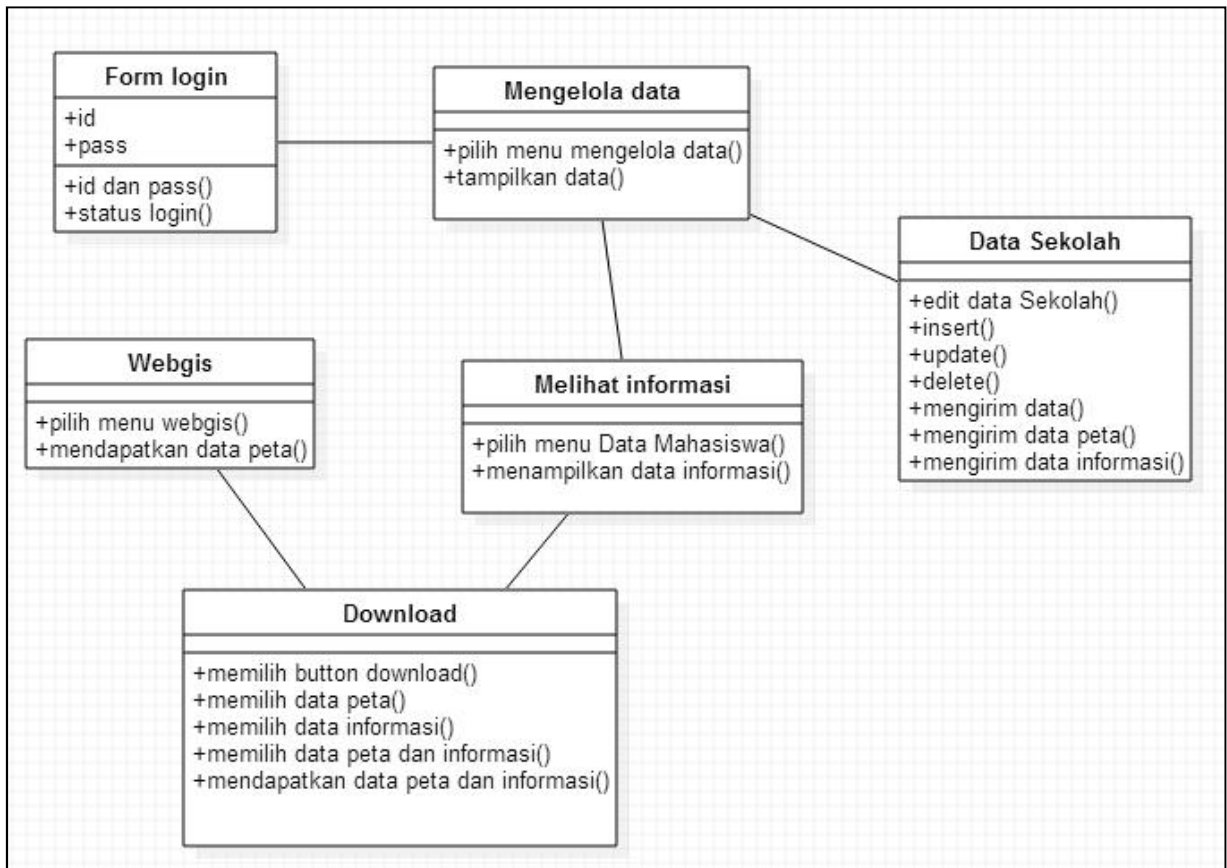 Form login
+id
+pass
+id dan pass()
+status login()
Mengelola data
+pilih menu mengelola data()
+tampilkan data()
Data Sekolah
+edit data Sekolah()
+insert()
+update()
+delete()
+mengirim data()
+mengirim data peta()
+mengirim data informasi()
Webgis
+pilih menu webgis()
+mendapatkan data peta()
Melihat informasi
+pilih menu Data Mahasiswa()
+menampilkan data informasi()
Download
+memilih button download()
+memilih data peta()
+memilih data informasi()
+memilih data peta dan informasi()
+mendapatkan data peta dan informasi()